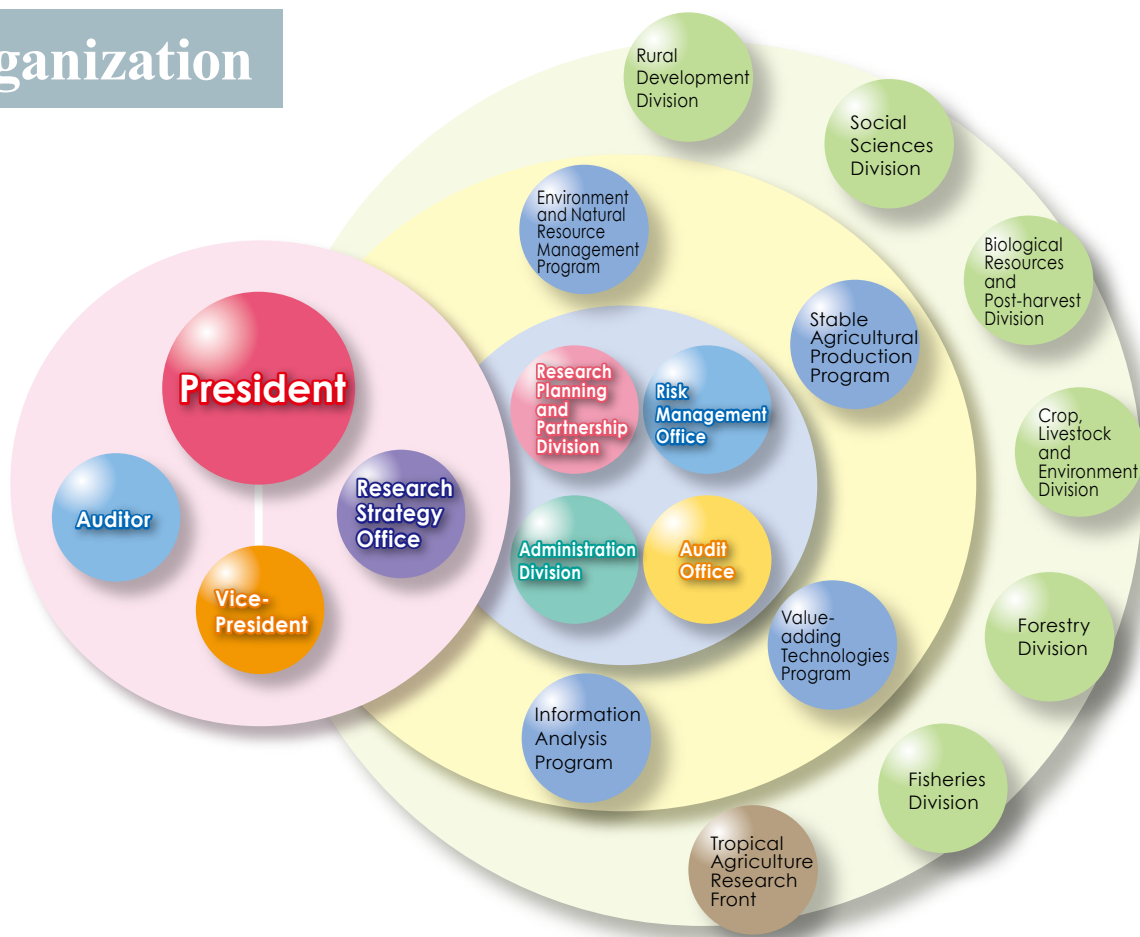 ganization
Rural
Development
Division
Social
Sciences
Division
Environment
and Natural
Resource
Management
Program
Biological
Resources
and
Post-harvest
Division
Stable
Agricultural
Production
Program
President
Research
Planning
and
Partnership
Division
Risk
Management
Office
Crop,
Livestock
and
Environment
Division
Auditor
Research
Strategy
Office
Administration
Division
Audit
Office
Vice-
President
Value-
adding
Technologies
Program
Forestry
Division
Information
Analysis
Program
Fisheries
Division
Tropical
Agriculture
Research
Front